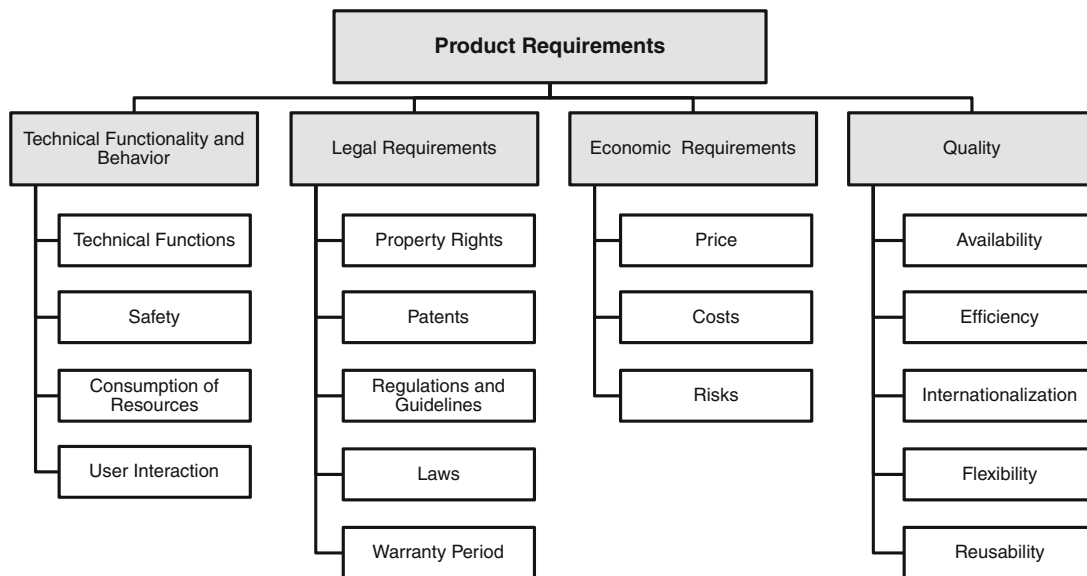 Product Requirements
Technical Functionality and
Behavior
Legal Requirements
Economic Requirements
Quality
Technical Functions
Safety
Consumption of
Resources
User Interaction
Property Rights
Patents
Regulations and
Guidelines
Laws
Warranty Period
Price
Costs
Risks
Availability
Efficiency
Internationalization
Flexibility
Reusability